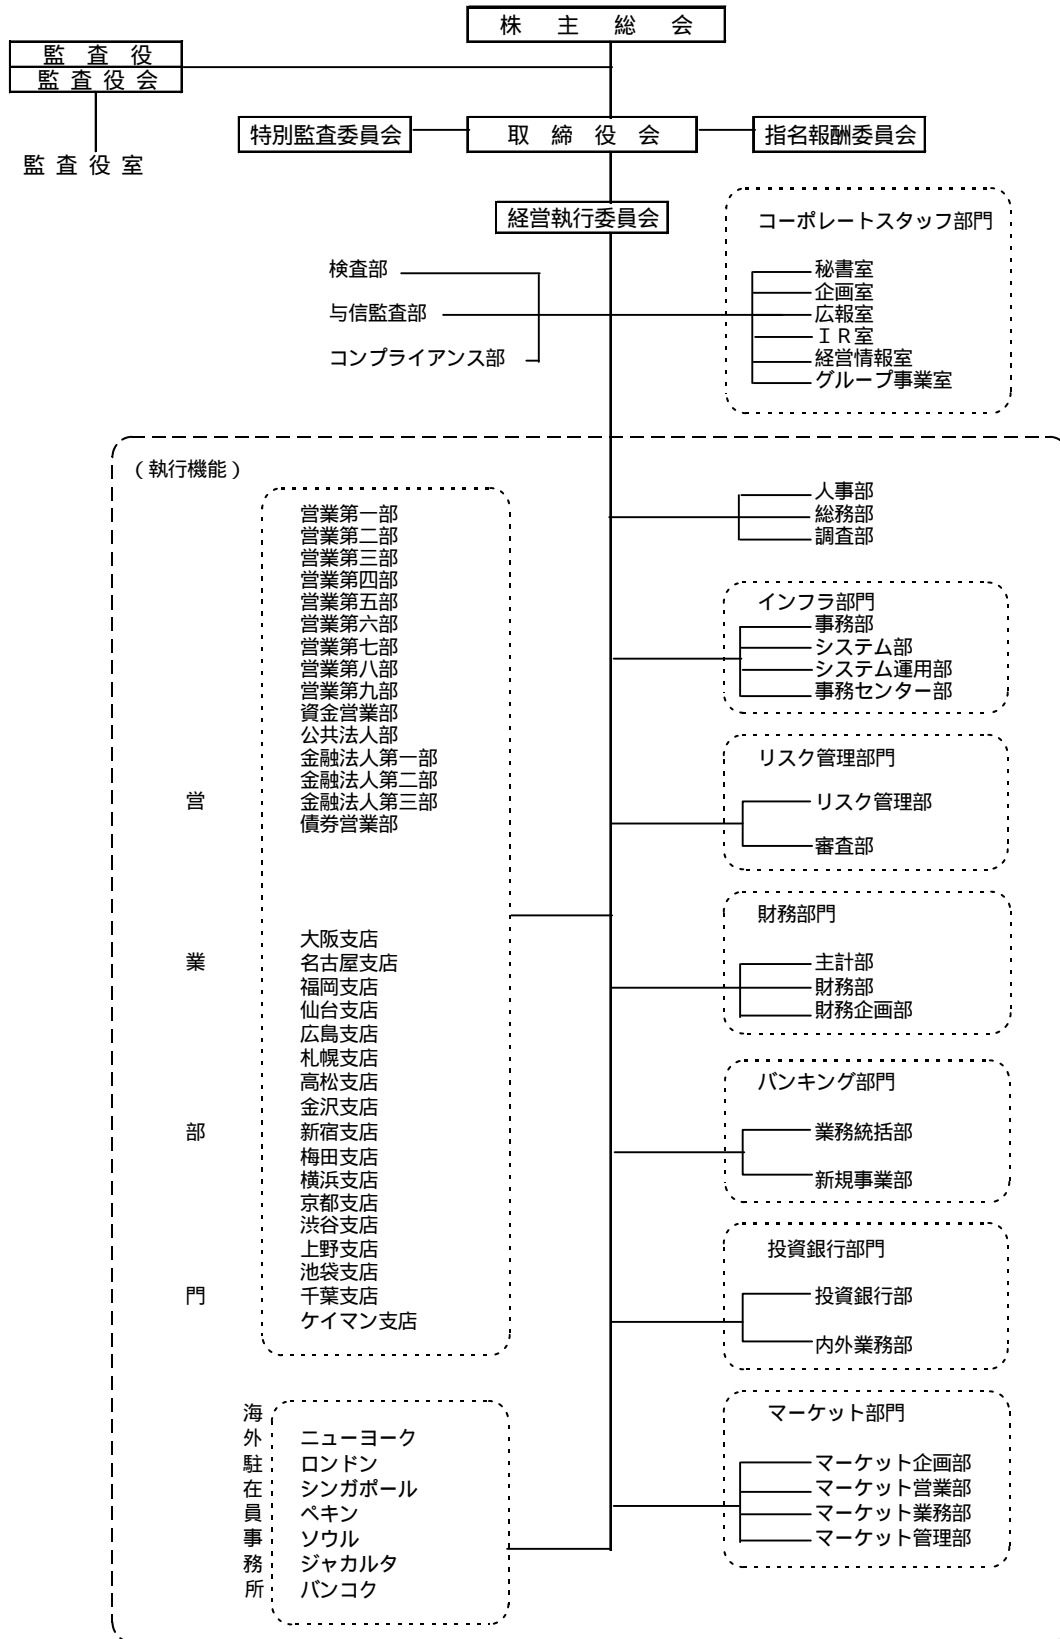 株 主 総 会
監 査 役
監 査 役 会
監 査 役 室
特別監査委員会
取 締 役 会
指名報酬委員会
経営執行委員会
検査部
与信監査部
コンプライアンス部
コーポレートスタッフ部門
秘書室
企画室
広報室
ＩＲ室
経営情報室
グループ事業室
（執行機能）
営業部門
営業第一部
営業第二部
営業第三部
営業第四部
営業第五部
営業第六部
営業第七部
営業第八部
営業第九部
資金営業部
公共法人部
金融法人第一部
金融法人第二部
金融法人第三部
債券営業部
大阪支店
名古屋支店
福岡支店
仙台支店
広島支店
札幌支店
高松支店
金沢支店
新宿支店
梅田支店
横浜支店
京都支店
渋谷支店
上野支店
池袋支店
千葉支店
ケイマン支店
海外駐在員事務所
ニューヨーク
ロンドン
シンガポール
ペキン
ソウル
ジャカルタ
バンコク
人事部
総務部
調査部
インフラ部門
事務部
システム部
システム運用部
事務センター部
リスク管理部門
リスク管理部
審査部
財務部門
主計部
財務部
財務企画部
バンキング部門
業務統括部
新規事業部
投資銀行部門
投資銀行部
内外業務部
マーケット部門
マーケット企画部
マーケット営業部
マーケット業務部
マーケット管理部